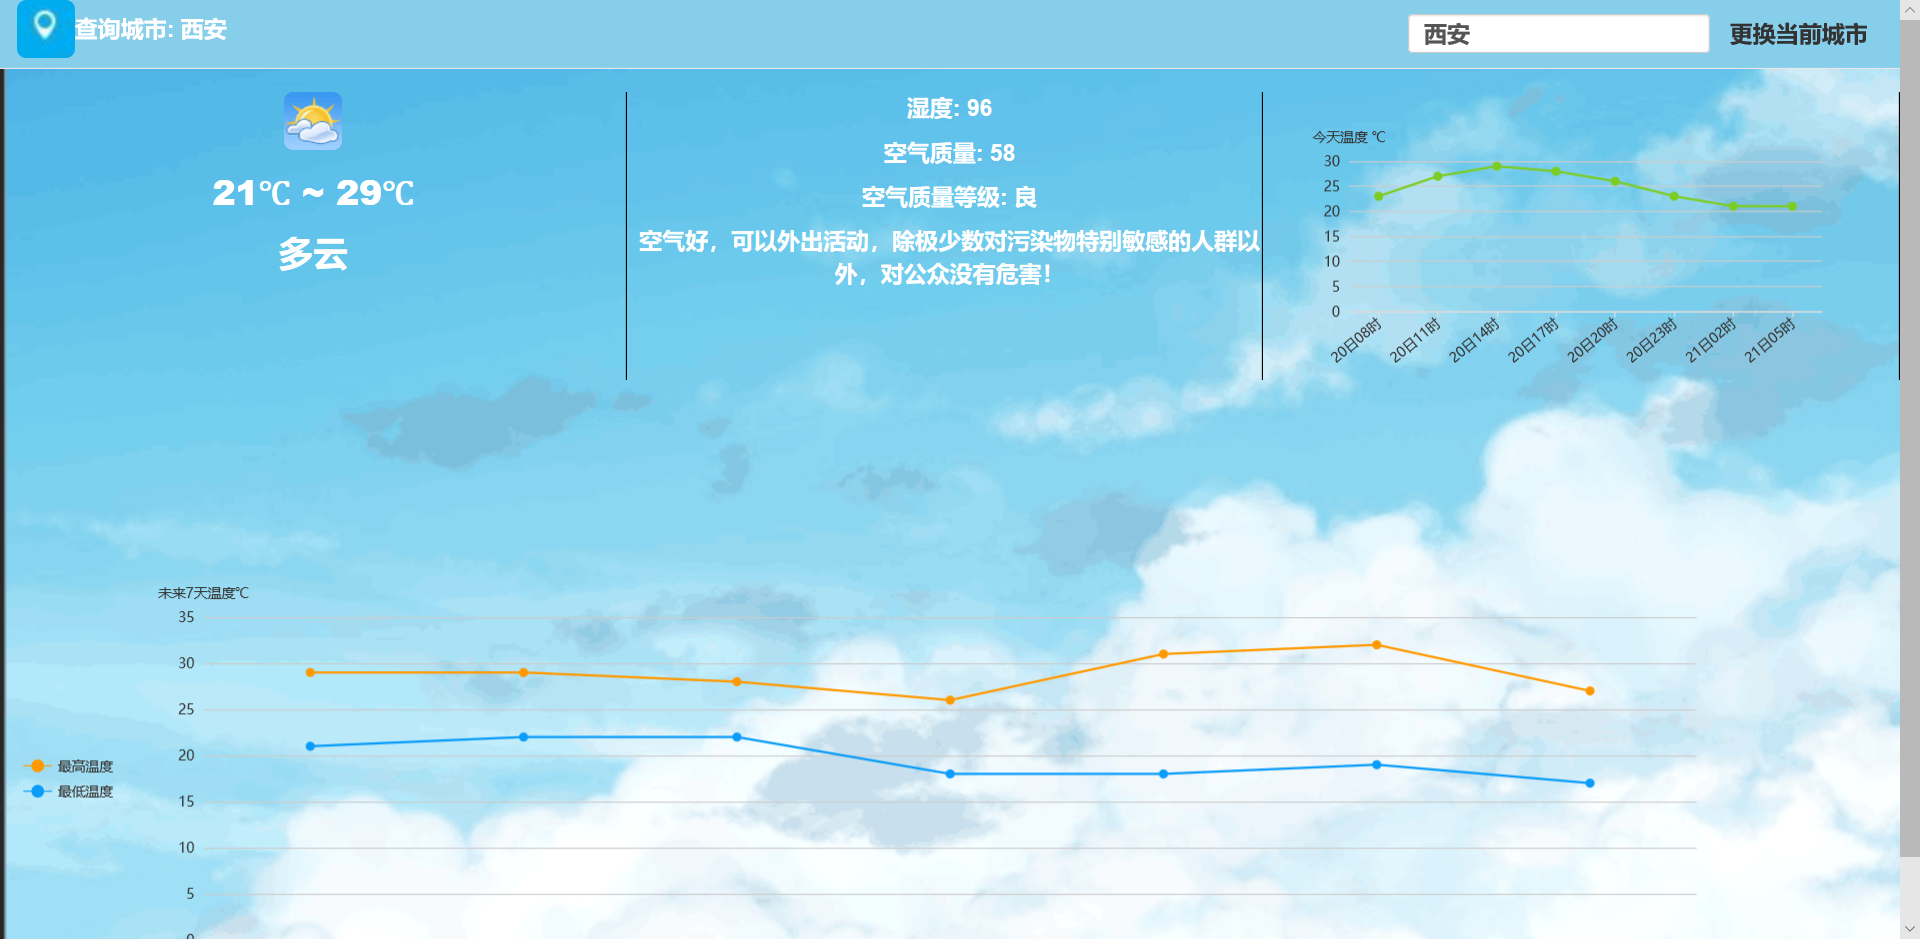 查询城市: 西安
西安
更换当前城市
21℃ ~ 29℃
多云
湿度: 96
空气质量: 58
空气质量等级: 良
空气好，可以外出活动，除极少数对污染物特别敏感的人群以
外，对公众没有危害！
今天温度 ℃
30
25
20
15
10
5
0
20日08时
20日11时
20日14时
20日17时
20日20时
20日23时
21日02时
21日05时
未来7天温度℃
35
30
25
20
15
10
5
0
最高温度
最低温度